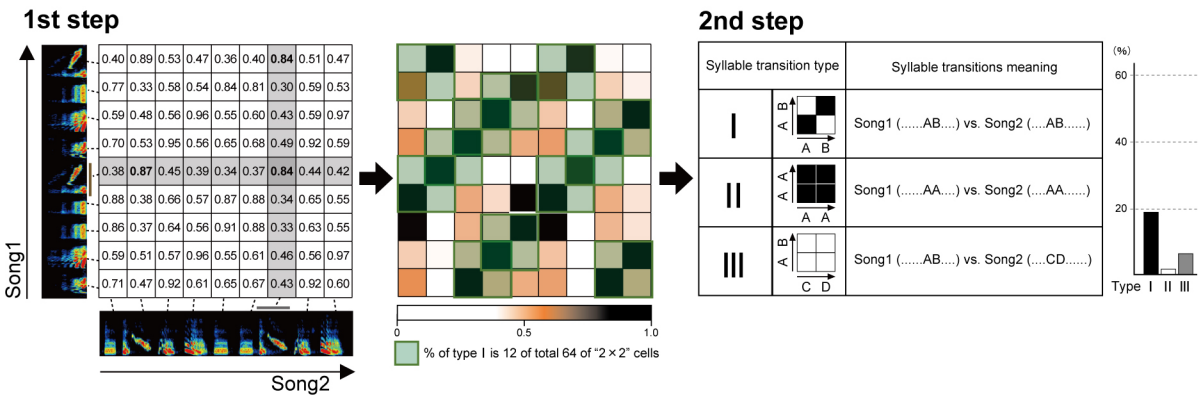 1st step
0.40 0.89 0.53 0.47 0.36 0.40 0.84 0.51 0.47
0.77 0.33 0.58 0.54 0.84 0.81 0.30 0.59 0.53
0.59 0.48 0.56 0.96 0.55 0.60 0.43 0.59 0.97
0.70 0.53 0.95 0.56 0.65 0.68 0.49 0.92 0.59
0.38 0.87 0.45 0.39 0.34 0.37 0.84 0.44 0.42
0.88 0.38 0.66 0.57 0.87 0.88 0.34 0.65 0.55
0.86 0.37 0.64 0.56 0.91 0.88 0.33 0.63 0.55
0.59 0.51 0.57 0.96 0.55 0.61 0.46 0.56 0.97
0.71 0.47 0.92 0.61 0.65 0.67 0.43 0.92 0.60
Song1
Song2
0 0.5 1.0
% of type I is 12 of total 64 of “2 × 2” cells
2nd step
Syllable transition type
Syllable transitions meaning
I
A B
A B
Song1 (......AB....) vs. Song2 (....AB......)
II
A A
A A
Song1 (......AA....) vs. Song2 (....AA......)
III
A B
C D
Song1 (......AB....) vs. Song2 (....CD......)
(%)
60
40
20
Type I II III